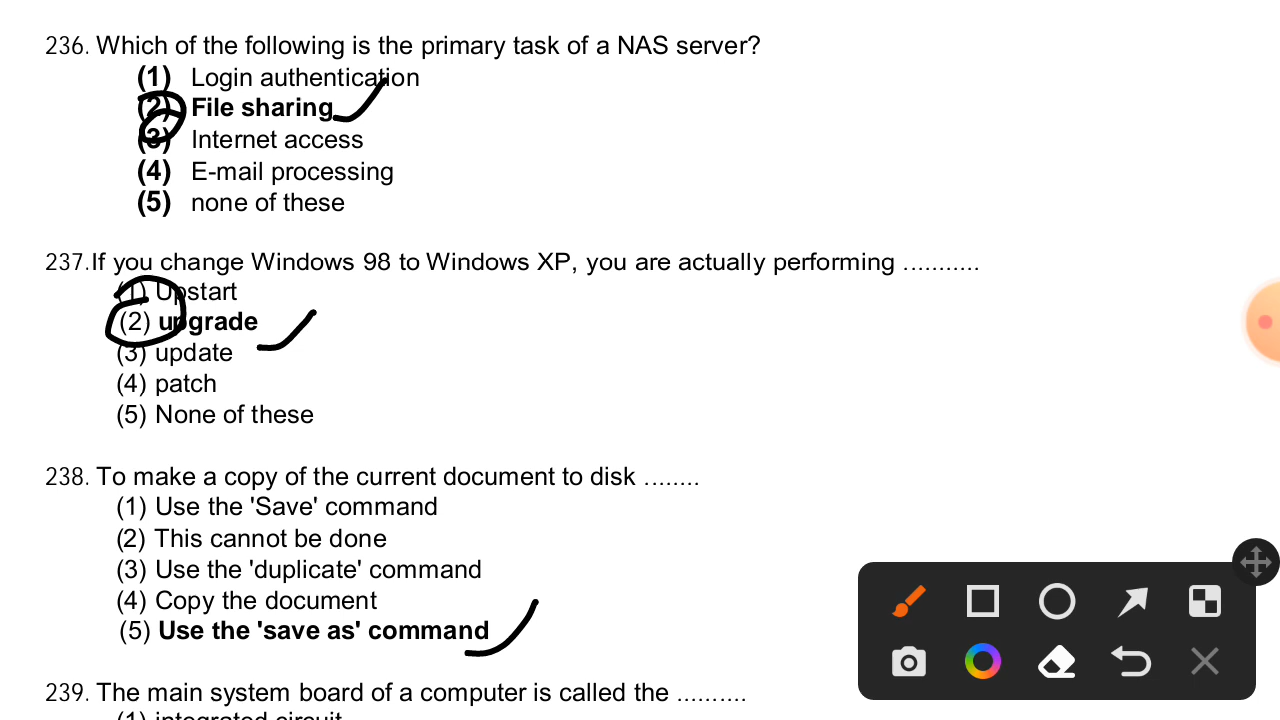 236. Which of the following is the primary task of a NAS server?
(1) Login authentication
(2) File sharing
(3) Internet access
(4) E-mail processing
(5) none of these
237.If you change Windows 98 to Windows XP, you are actually performing ...........
(1) Upstart
(2) upgrade
(3) update
(4) patch
(5) None of these
238. To make a copy of the current document to disk ........
(1) Use the 'Save' command
(2) This cannot be done
(3) Use the 'duplicate' command
(4) Copy the document
(5) Use the 'save as' command
239. The main system board of a computer is called the ..........
(1) integrated circuit